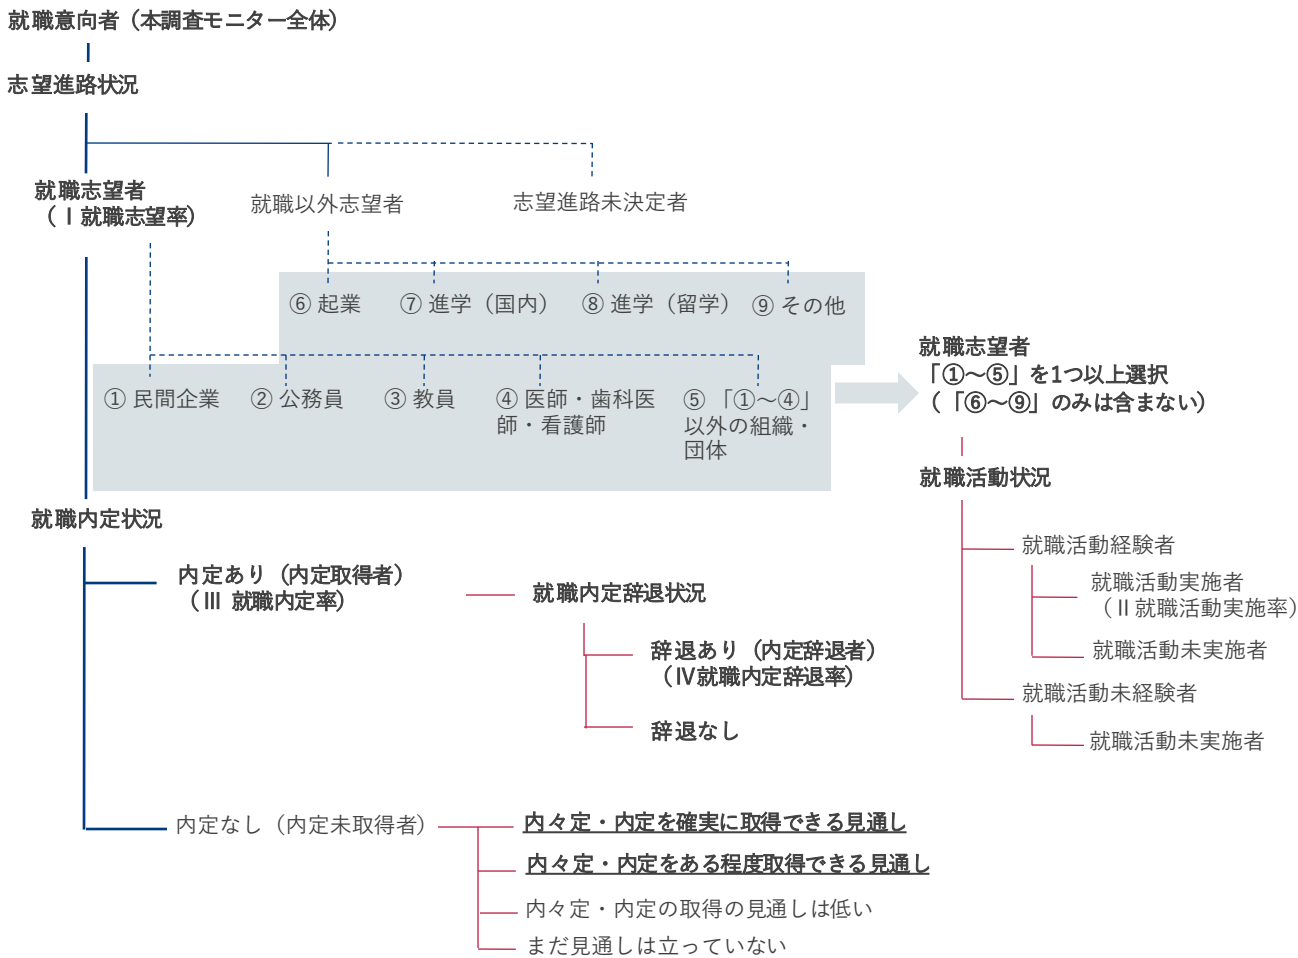 就職意向者（本調査モニター全体）
志望進路状況
就職志望者
（Ⅰ就職志望率）
就職以外志望者
志望進路未決定者
⑥ 起業
⑦ 進学（国内）
⑧ 進学（留学）
⑨ その他
① 民間企業
② 公務員
③ 教員
④ 医師・歯科医
師・看護師
⑤ 「①～④」
以外の組織・
団体
就職志望者
「①～⑤」を1つ以上選択
（「⑥～⑨」のみは含まない）
就職活動状況
就職活動経験者
就職活動実施者
（Ⅱ就職活動実施率）
就職活動未実施者
就職活動未経験者
就職活動未実施者
就職内定状況
内定あり（内定取得者）
（Ⅲ 就職内定率）
就職内定辞退状況
辞退あり（内定辞退者）
（Ⅳ就職内定辞退率）
辞退なし
内定なし（内定未取得者）
内々定・内定を確実に取得できる見通し
内々定・内定をある程度取得できる見通し
内々定・内定の取得の見通しは低い
まだ見通しは立っていない